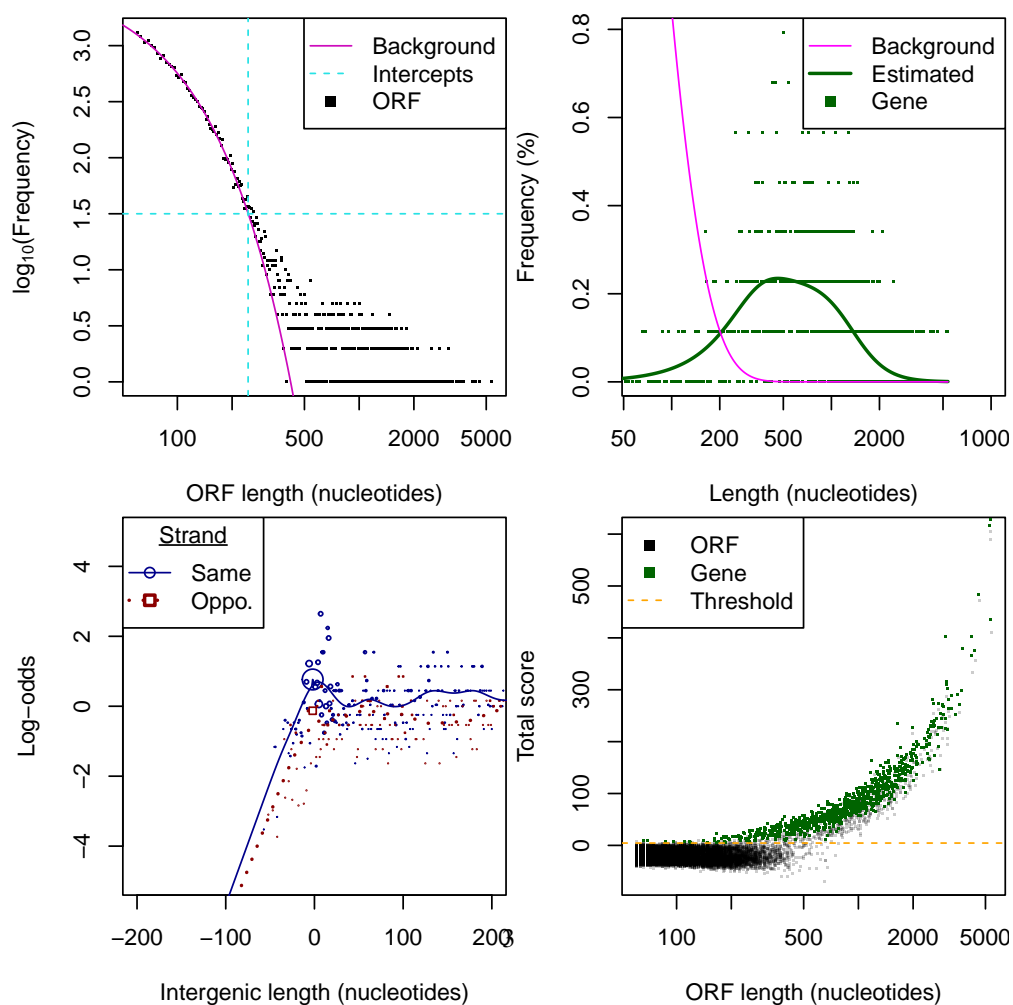 Background
Intercepts
ORF
log10(Frequency)
0.0 0.5 1.0 1.5 2.0 2.5 3.0
100 500 2000 5000
ORF length (nucleotides)
Background
Estimated
Gene
Frequency (%)
0.0 0.2 0.4 0.6 0.8
50 200 500 2000 1000
Length (nucleotides)
Strand
Same
Oppo.
Log−odds
−4 −2 0 2 4
−200 −100 0 100 200
Intergenic length (nucleotides)
ORF
Gene
Threshold
Total score
0 100 300 500
100 500 2000 5000
ORF length (nucleotides)